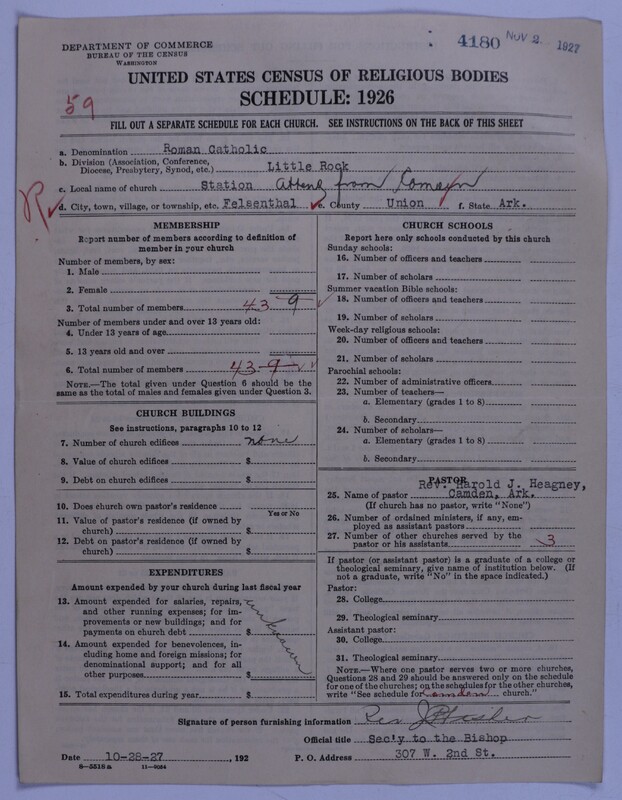 DEPARTMENT OF COMMERCE
BUREAU OF THE CENSUS
WASHINGTON
4180 NOV 2 1927
UNITED STATES CENSUS OF RELIGIOUS BODIES
SCHEDULE: 1926
59
FILL OUT A SEPARATE SCHEDULE FOR EACH CHURCH. SEE INSTRUCTIONS ON THE BACK OF THIS SHEET
a. Denomination Roman Catholic
b. Division (Association, Conference, Diocese, Presbytery, Synod, etc.) Little Rock
c. Local name of church Station Attend from
R
d. City, town, village, or township, etc. Felsenthal e. County Union f. State Ark.
MEMBERSHIP
Report number of members according to definition of
member in your church
Number of members, by sex:
1. Male
2. Female
3. Total number of members 43 9
Number of members under and over 13 years old:
4. Under 13 years of age
5. 13 years old and over
6. Total number of members 43 9
NOTE.—The total given under Question 6 should be the
same as the total of males and females given under Question 3.
CHURCH BUILDINGS
See instructions, paragraphs 10 to 12
7. Number of church edifices none
8. Value of church edifices $
9. Debt on church edifices $
10. Does church own pastor's residence
Yes or No
11. Value of pastor's residence (if owned by
church) $
12. Debt on pastor's residence (if owned by
church) $
EXPENDITURES
Amount expended by your church during last fiscal year
13. Amount expended for salaries, repairs,
and other running expenses; for im-
provements or new buildings; and for
payments on church debt $
unknown
14. Amount expended for benevolences, in-
cluding home and foreign missions; for
denominational support; and for all
other purposes $
15. Total expenditures during year $
CHURCH SCHOOLS
Report here only schools conducted by this church
Sunday schools:
16. Number of officers and teachers
17. Number of scholars
Summer vacation Bible schools:
18. Number of officers and teachers
19. Number of scholars
Week-day religious schools:
20. Number of officers and teachers
21. Number of scholars
Parochial schools:
22. Number of administrative officers
23. Number of teachers—
a. Elementary (grades 1 to 8)
b. Secondary
24. Number of scholars—
a. Elementary (grades 1 to 8)
b. Secondary
PASTOR
Rev. Harold J. Heagney,
25. Name of pastor Camden, Ark.
(If church has no pastor, write "None")
26. Number of ordained ministers, if any, em-
ployed as assistant pastors
27. Number of other churches served by the
pastor or his assistants 3
If pastor (or assistant pastor) is a graduate of a college or
theological seminary, give name of institution below. (If
not a graduate, write "No" in the space indicated.)
Pastor:
28. College
29. Theological seminary
Assistant pastor:
30. College
31. Theological seminary
NOTE.—Where one pastor serves two or more churches,
Questions 28 and 29 should be answered only on the schedule
for one of the churches; on the schedules for the other churches,
write "See schedule for Camden church."
Signature of person furnishing information Rev
Official title Sec'y to the Bishop
Date 10-28-27, 192 P. O. Address 307 W. 2nd St.
8-5516a 11-9034